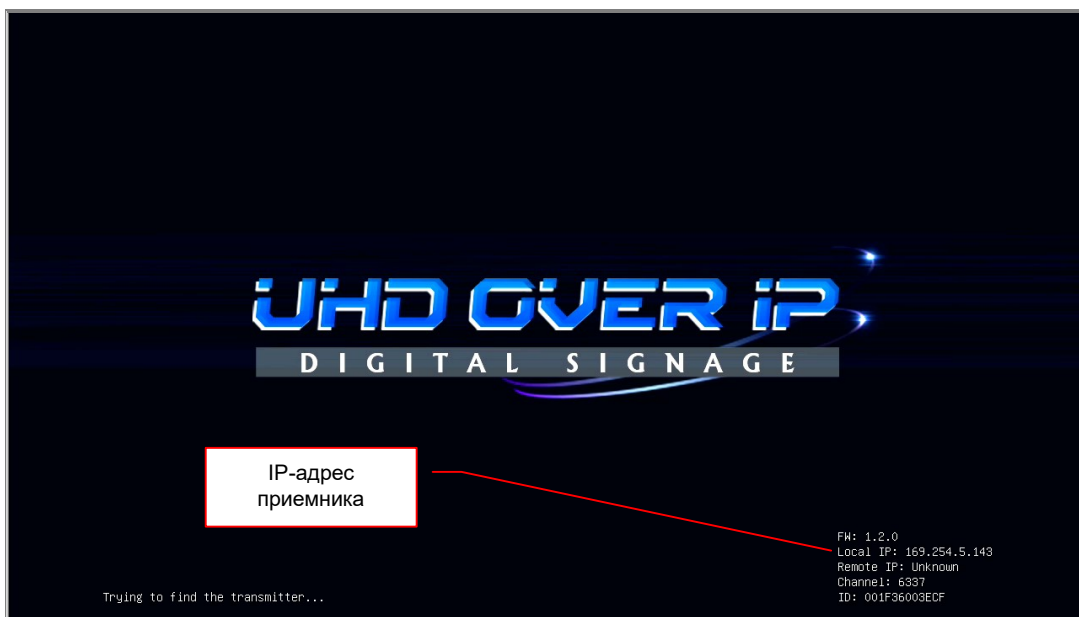 UHD OVER iP
DIGITAL SIGNAGE
IP-адрес
приемника
FW: 1.2.0
Local IP: 169.254.5.143
Remote IP: Unknown
Channel: 6337
ID: 001F36003ECF
Trying to find the transmitter...